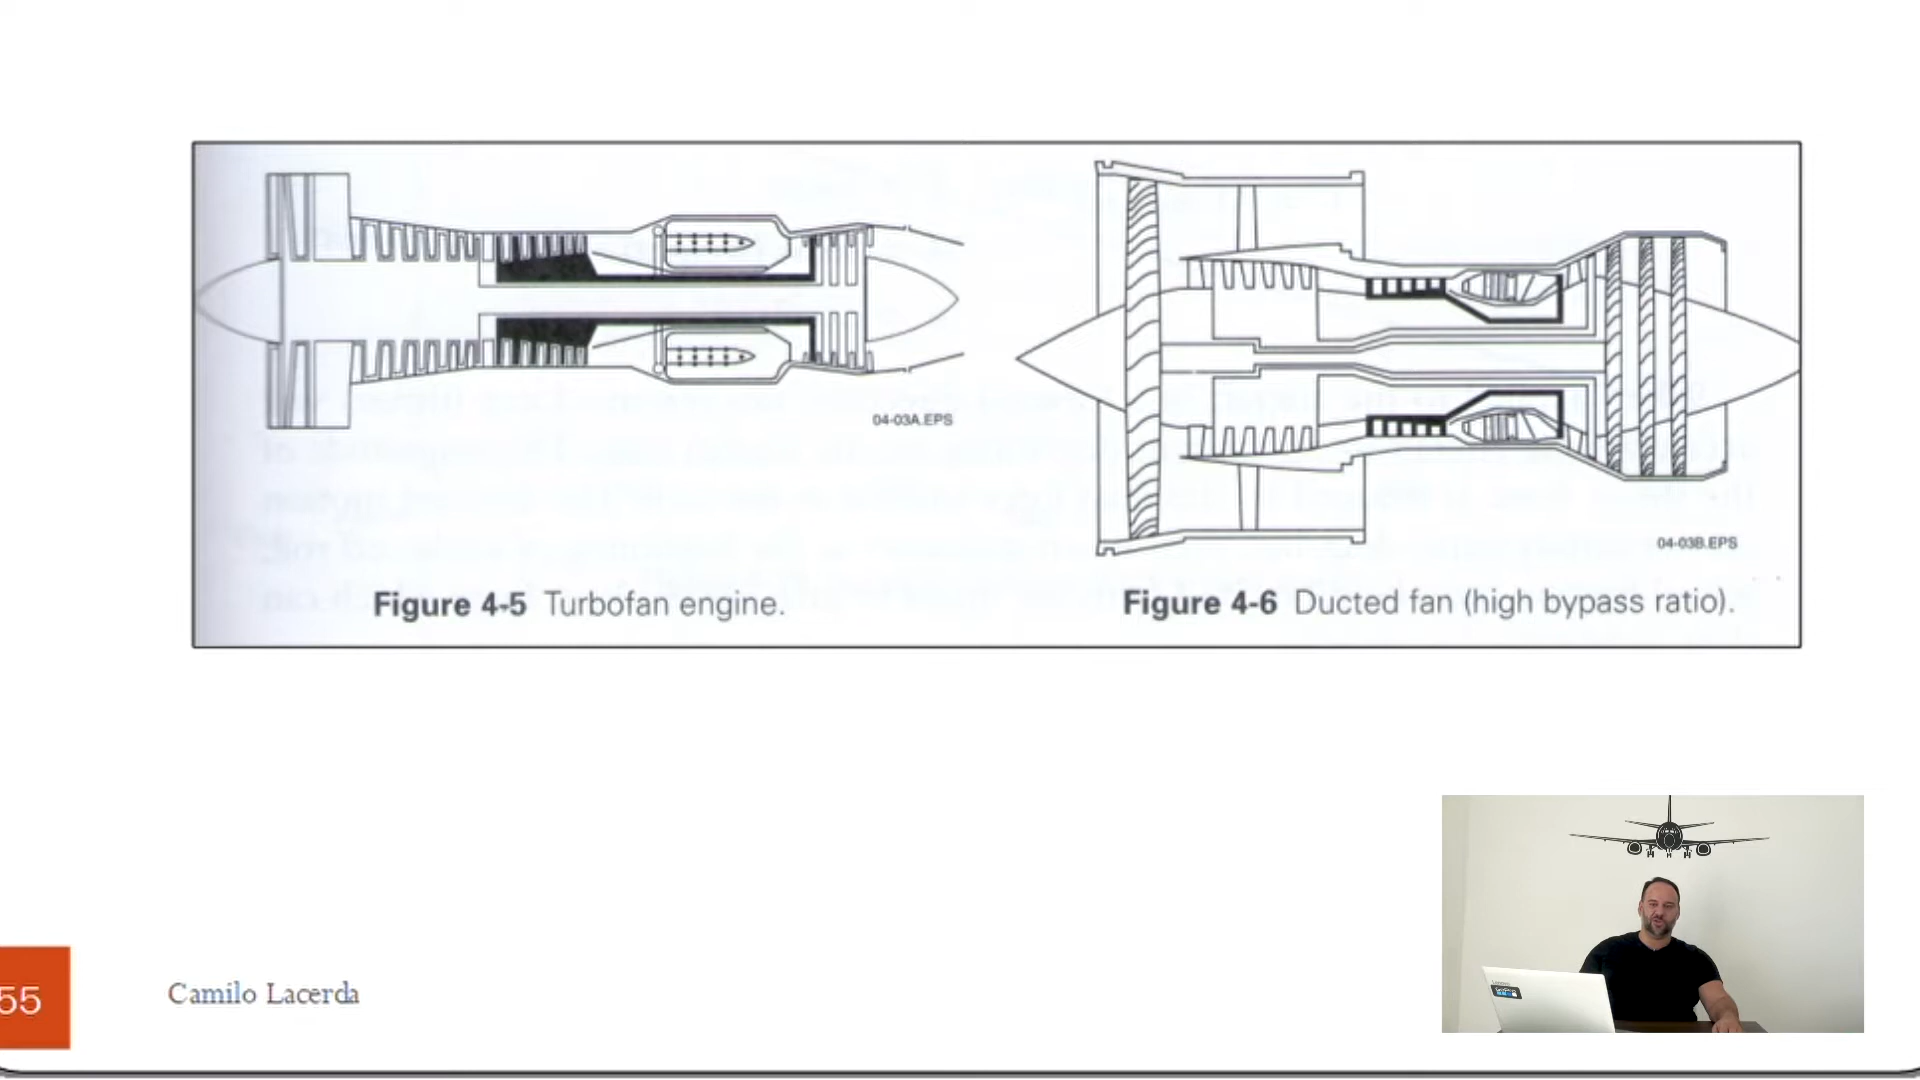 04-03A.EPS
04-03B.EPS
Figure 4-5 Turbofan engine.
Figure 4-6 Ducted fan (high bypass ratio).
55
Camilo Lacerda